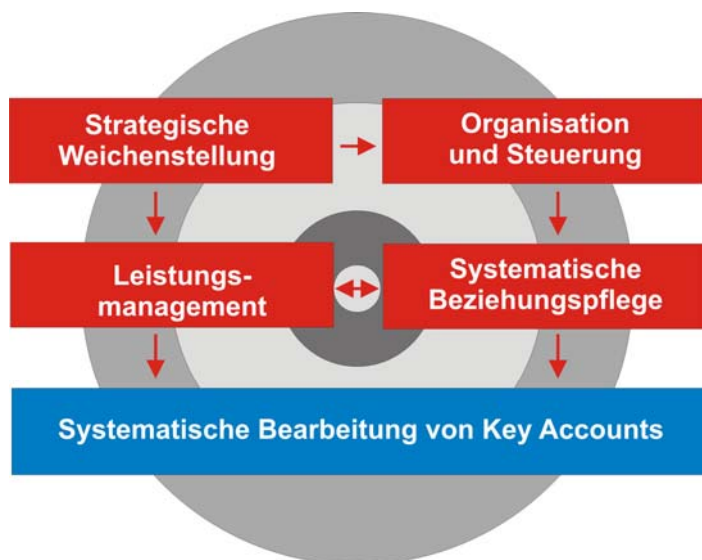 Strategische
Weichenstellung
Organisation
und Steuerung
Leistungs-
management
Systematische
Beziehungspflege
Systematische Bearbeitung von Key Accounts